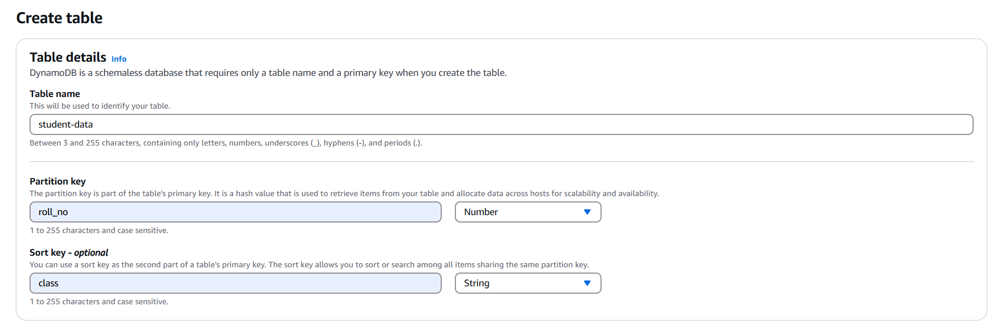 Create table
Table details Info
DynamoDB is a schemaless database that requires only a table name and a primary key when you create the table.
Table name
This will be used to identify your table.
student-data
Between 3 and 255 characters, containing only letters, numbers, underscores (_), hyphens (-), and periods (.).
Partition key
The partition key is part of the table's primary key. It is a hash value that is used to retrieve items from your table and allocate data across hosts for scalability and availability.
roll_no Number
1 to 255 characters and case sensitive.
Sort key - optional
You can use a sort key as the second part of a table's primary key. The sort key allows you to sort or search among all items sharing the same partition key.
class String
1 to 255 characters and case sensitive.